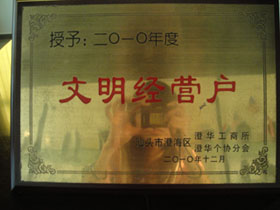 授予：二〇一〇年度
文明经营户
汕头市澄海区 澄华工商所
澄华个协分会
二〇一〇年十二月